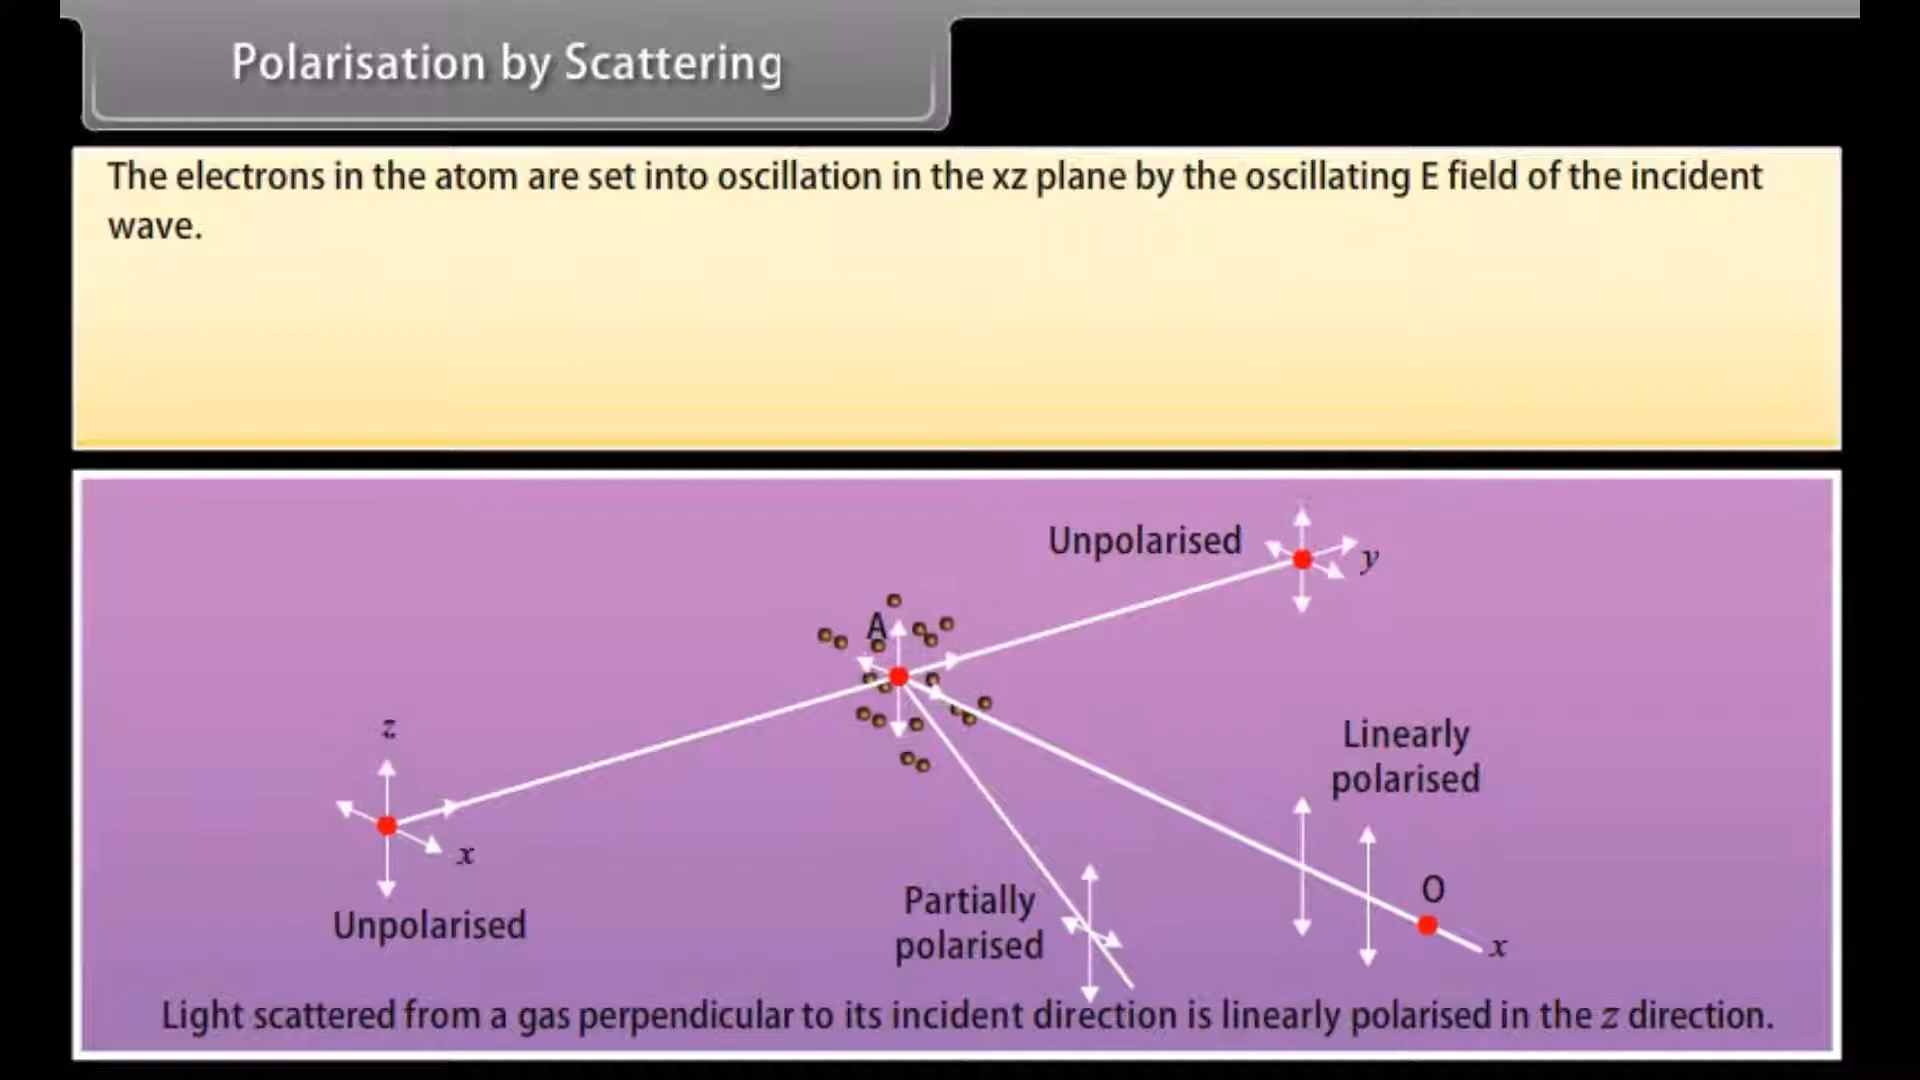 Polarisation by Scattering
The electrons in the atom are set into oscillation in the xz plane by the oscillating E field of the incident
wave.
Unpolarised
y
A
z
Linearly
polarised
x
O
Partially
polarised
Unpolarised
x
Light scattered from a gas perpendicular to its incident direction is linearly polarised in the z direction.